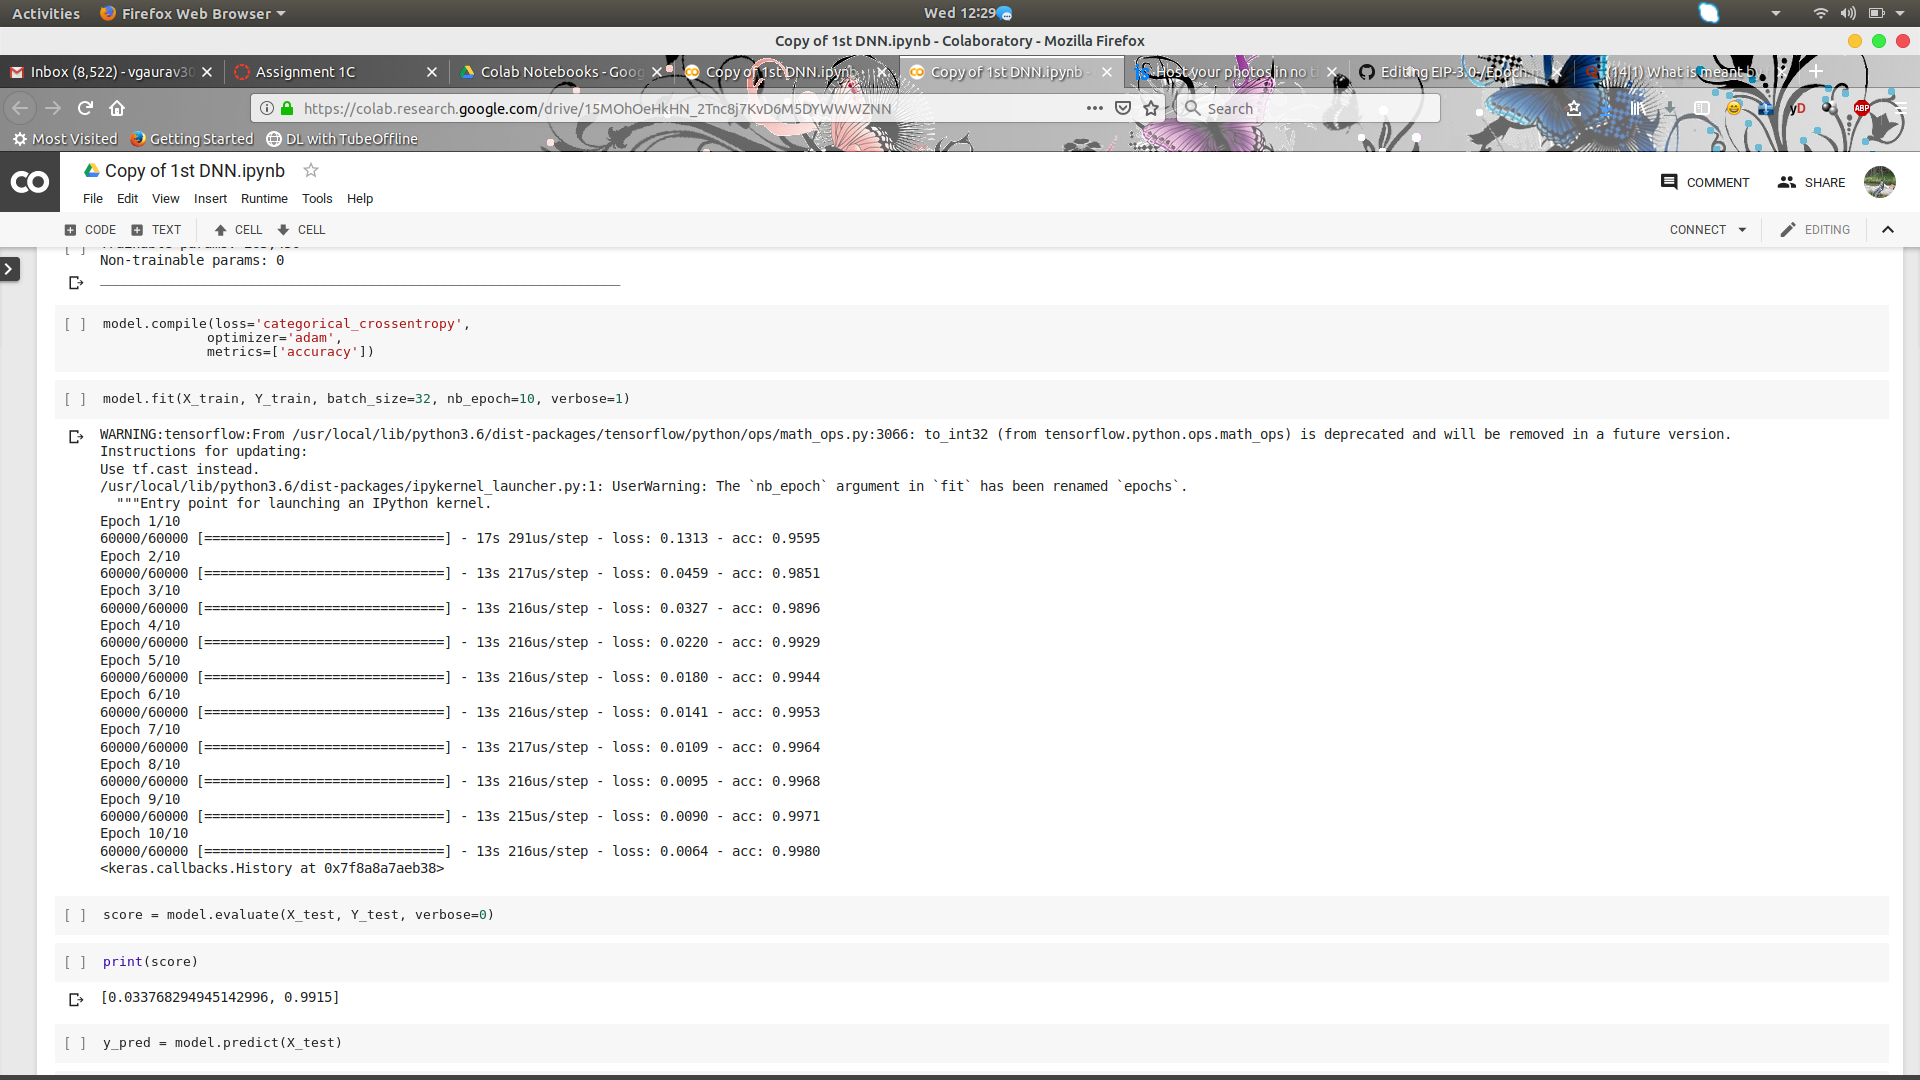 Activities Firefox Web Browser Wed 12:29
Copy of 1st DNN.ipynb - Colaboratory - Mozilla Firefox
Inbox (8,522) - vgaurav30 Assignment 1C Colab Notebooks - Goog Copy of 1st DNN.ipynb Copy of 1st DNN.ipynb - Host your photos in no ti Editing EIP-3.0-/Epoch (14|1) What is meant b
https://colab.research.google.com/drive/15MOhOeHkHN_2Tnc8j7KvD6M5DYWWWZNN Search yD ABP
Most Visited Getting Started DL with TubeOffline
CO Copy of 1st DNN.ipynb COMMENT SHARE
File Edit View Insert Runtime Tools Help
CODE TEXT CELL CELL CONNECT EDITING
Non-trainable params: 0
[ ] model.compile(loss='categorical_crossentropy',
optimizer='adam',
metrics=['accuracy'])
[ ] model.fit(X_train, Y_train, batch_size=32, nb_epoch=10, verbose=1)
WARNING:tensorflow:From /usr/local/lib/python3.6/dist-packages/tensorflow/python/ops/math_ops.py:3066: to_int32 (from tensorflow.python.ops.math_ops) is deprecated and will be removed in a future version.
Instructions for updating:
Use tf.cast instead.
/usr/local/lib/python3.6/dist-packages/ipykernel_launcher.py:1: UserWarning: The `nb_epoch` argument in `fit` has been renamed `epochs`.
"""Entry point for launching an IPython kernel.
Epoch 1/10
60000/60000 [==============================] - 17s 291us/step - loss: 0.1313 - acc: 0.9595
Epoch 2/10
60000/60000 [==============================] - 13s 217us/step - loss: 0.0459 - acc: 0.9851
Epoch 3/10
60000/60000 [==============================] - 13s 216us/step - loss: 0.0327 - acc: 0.9896
Epoch 4/10
60000/60000 [==============================] - 13s 216us/step - loss: 0.0220 - acc: 0.9929
Epoch 5/10
60000/60000 [==============================] - 13s 216us/step - loss: 0.0180 - acc: 0.9944
Epoch 6/10
60000/60000 [==============================] - 13s 216us/step - loss: 0.0141 - acc: 0.9953
Epoch 7/10
60000/60000 [==============================] - 13s 217us/step - loss: 0.0109 - acc: 0.9964
Epoch 8/10
60000/60000 [==============================] - 13s 216us/step - loss: 0.0095 - acc: 0.9968
Epoch 9/10
60000/60000 [==============================] - 13s 215us/step - loss: 0.0090 - acc: 0.9971
Epoch 10/10
60000/60000 [==============================] - 13s 216us/step - loss: 0.0064 - acc: 0.9980
<keras.callbacks.History at 0x7f8a8a7aeb38>
[ ] score = model.evaluate(X_test, Y_test, verbose=0)
[ ] print(score)
[0.033768294945142996, 0.9915]
[ ] y_pred = model.predict(X_test)